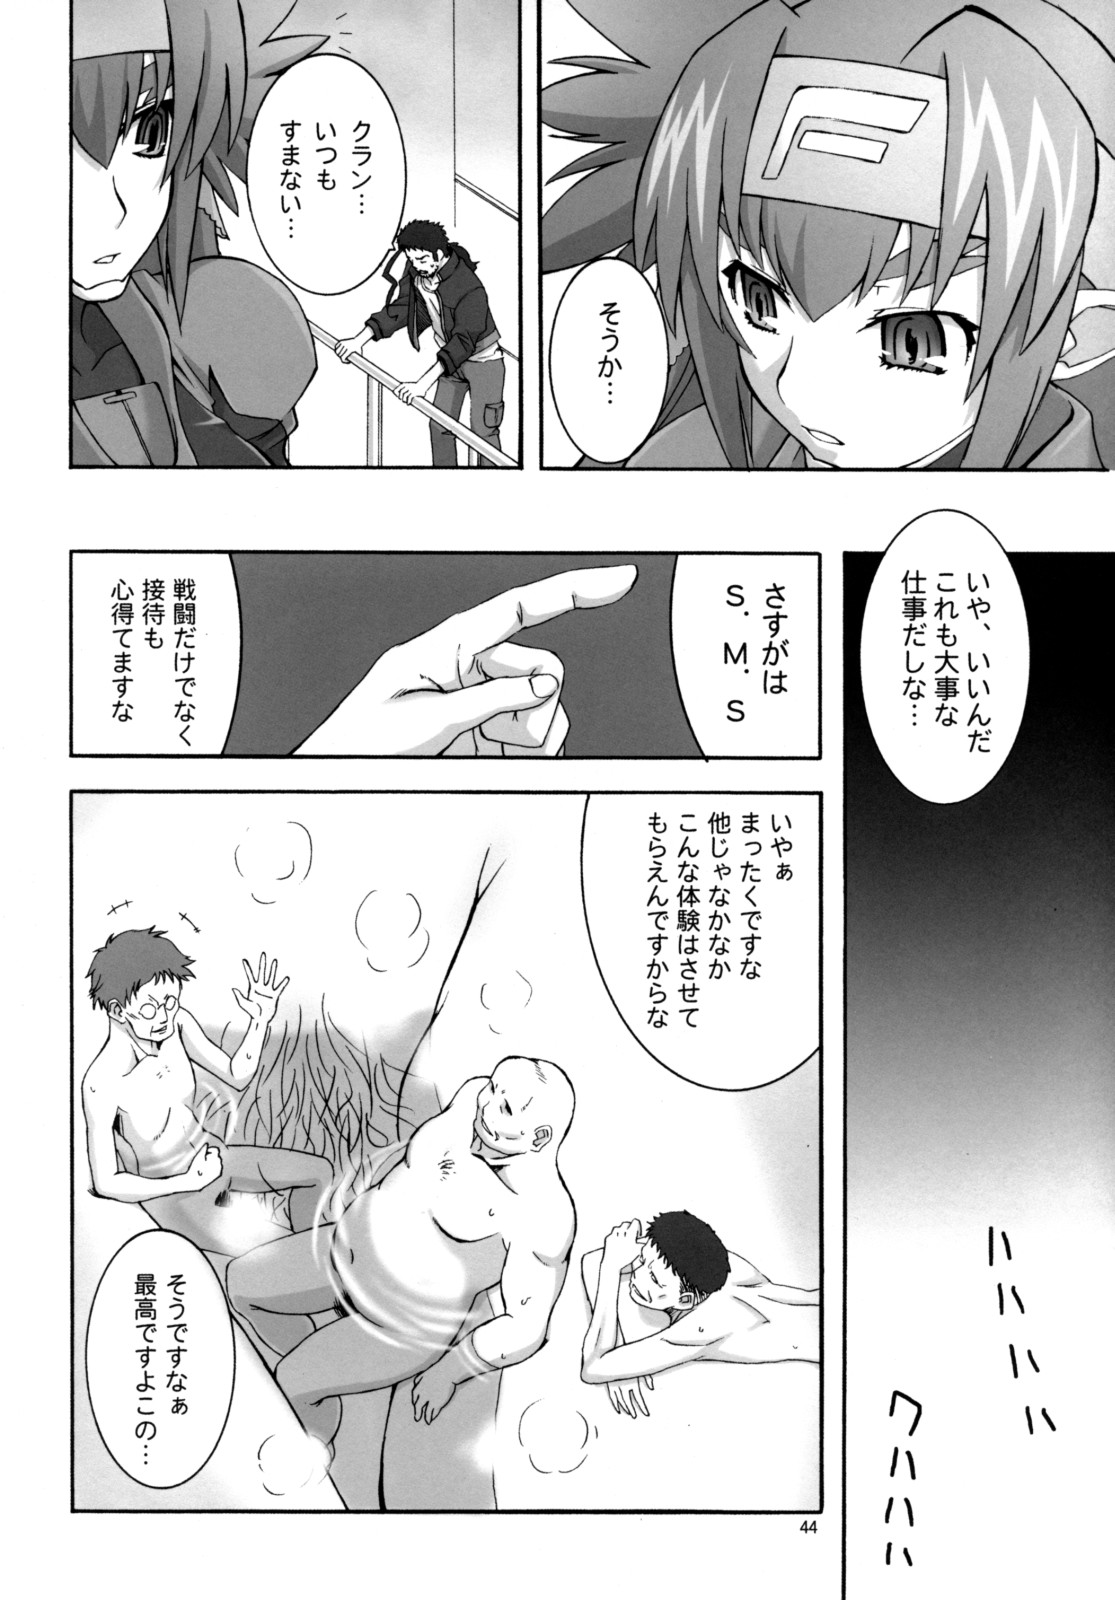 そうか…
クラン…
いつも
すまない…
いや、いいんだ
これも大事な
仕事だしな…
ハハハハ
クハハハ
さすがは
S.M.S
戦闘だけでなく
接待も
心得てますな
いやぁ
まったくですな
他じゃなかなか
こんな体験はさせて
もらえんですからな
そうですなぁ
最高ですよこの…
44